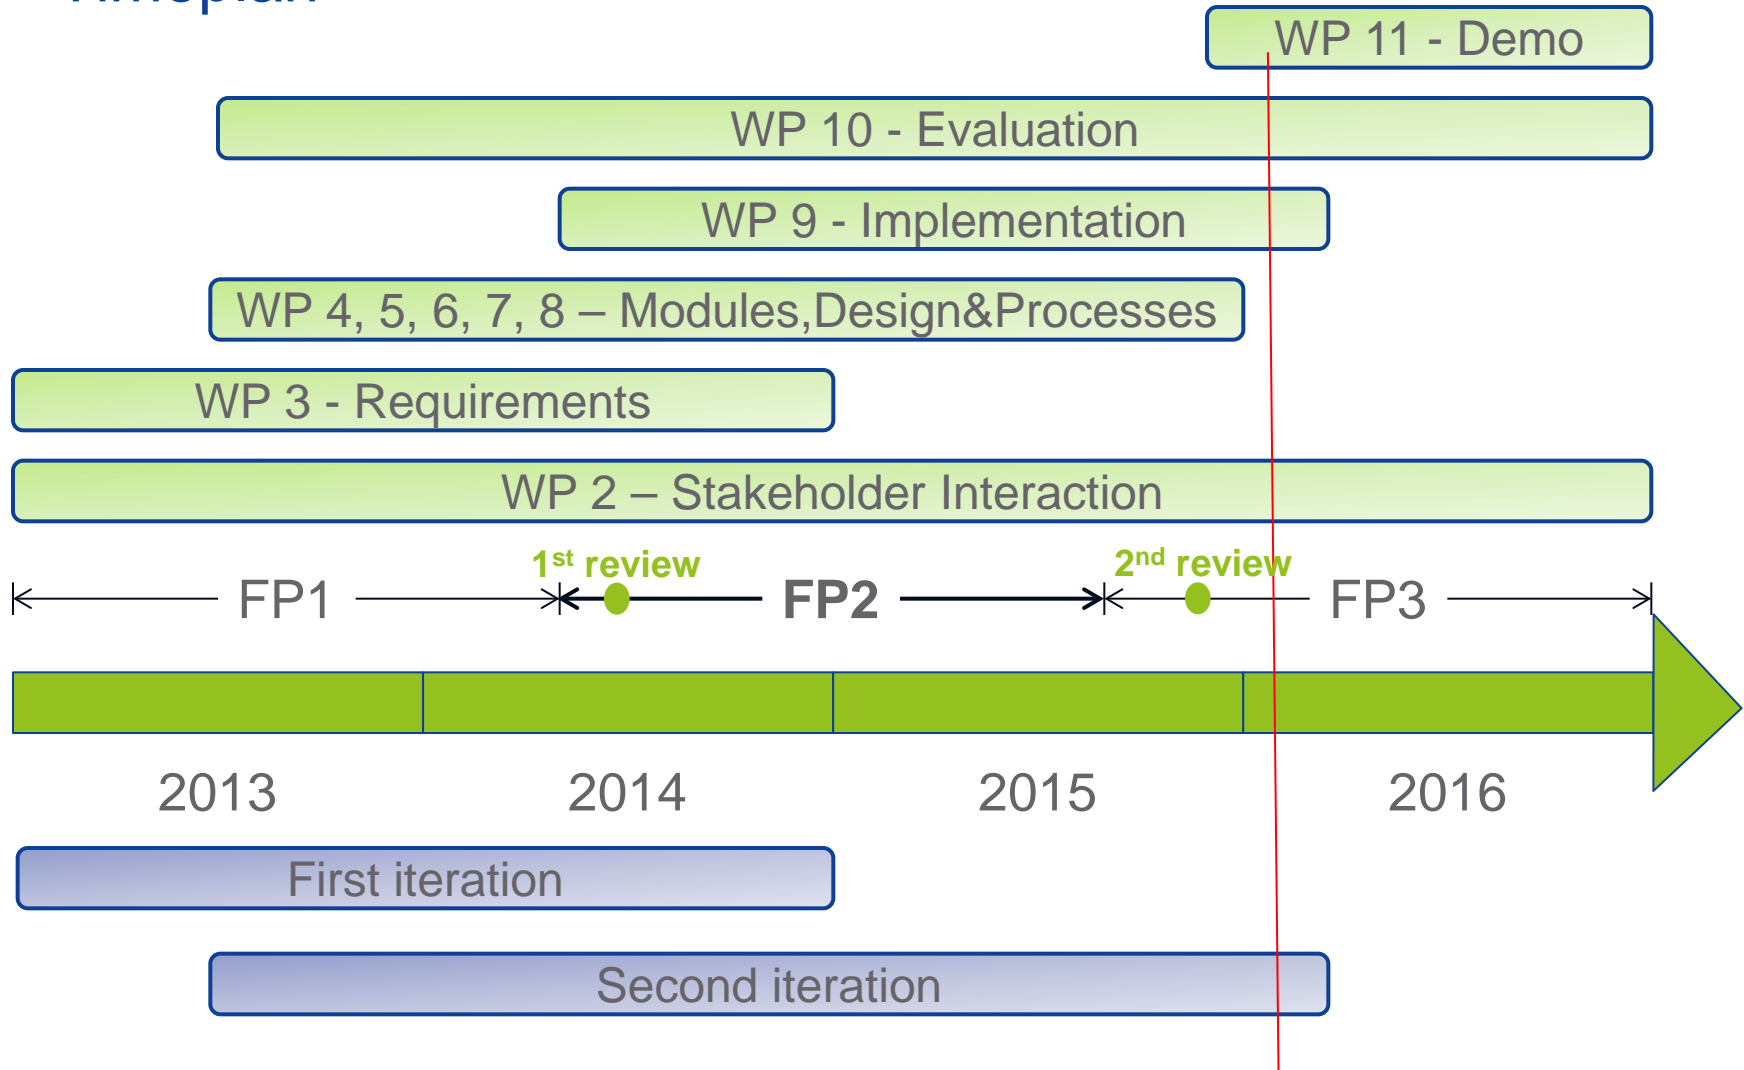 Timeplan
WP 11 - Demo
WP 10 - Evaluation
WP 9 - Implementation
WP 4, 5, 6, 7, 8 – Modules,Design&Processes
WP 3 - Requirements
WP 2 – Stakeholder Interaction
1st review
2nd review
FP1
FP2
FP3
2013
2014
2015
2016
First iteration
Second iteration